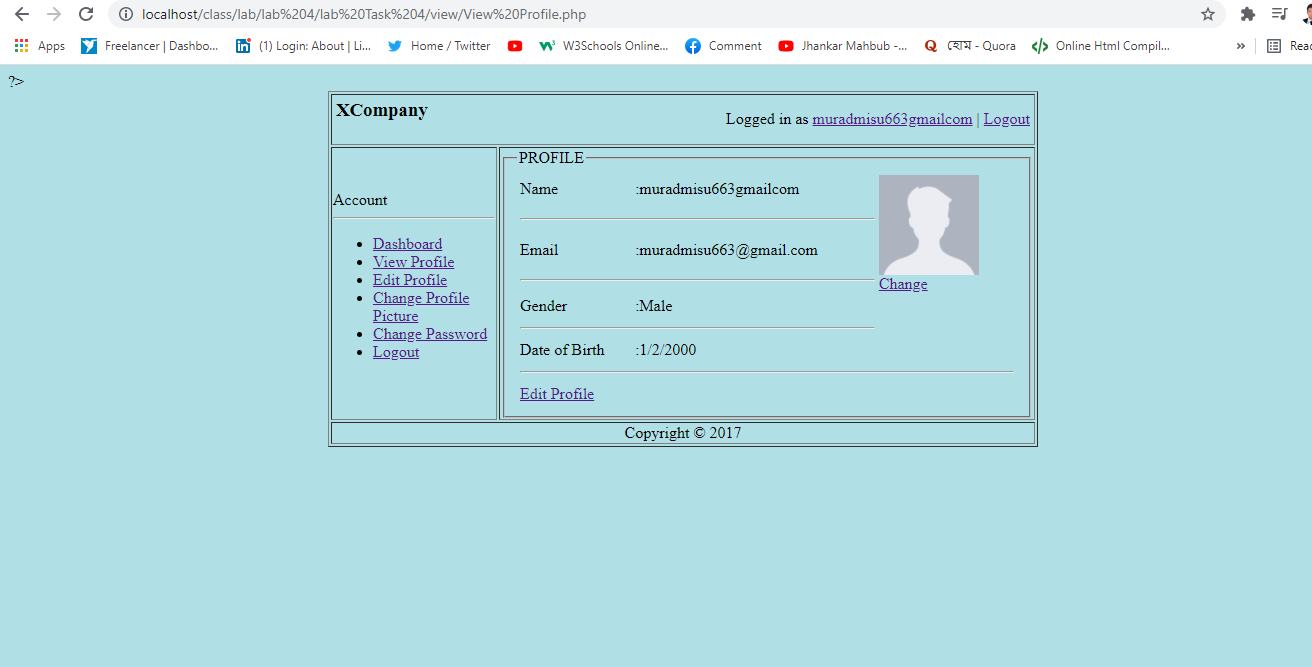 localhost/class/lab/lab%204/lab%20Task%204/view/View%20Profile.php
Apps Freelancer | Dashbo... (1) Login: About | Li... Home / Twitter W3Schools Online... Comment Jhankar Mahbub -... হোম - Quora Online Html Compil... »
?>
XCompany
Logged in as muradmisu663gmailcom | Logout
Account
Dashboard
View Profile
Edit Profile
Change Profile
Picture
Change Password
Logout
PROFILE
Name :muradmisu663gmailcom
Email :muradmisu663@gmail.com
Gender :Male
Date of Birth :1/2/2000
Edit Profile
Change
Copyright © 2017